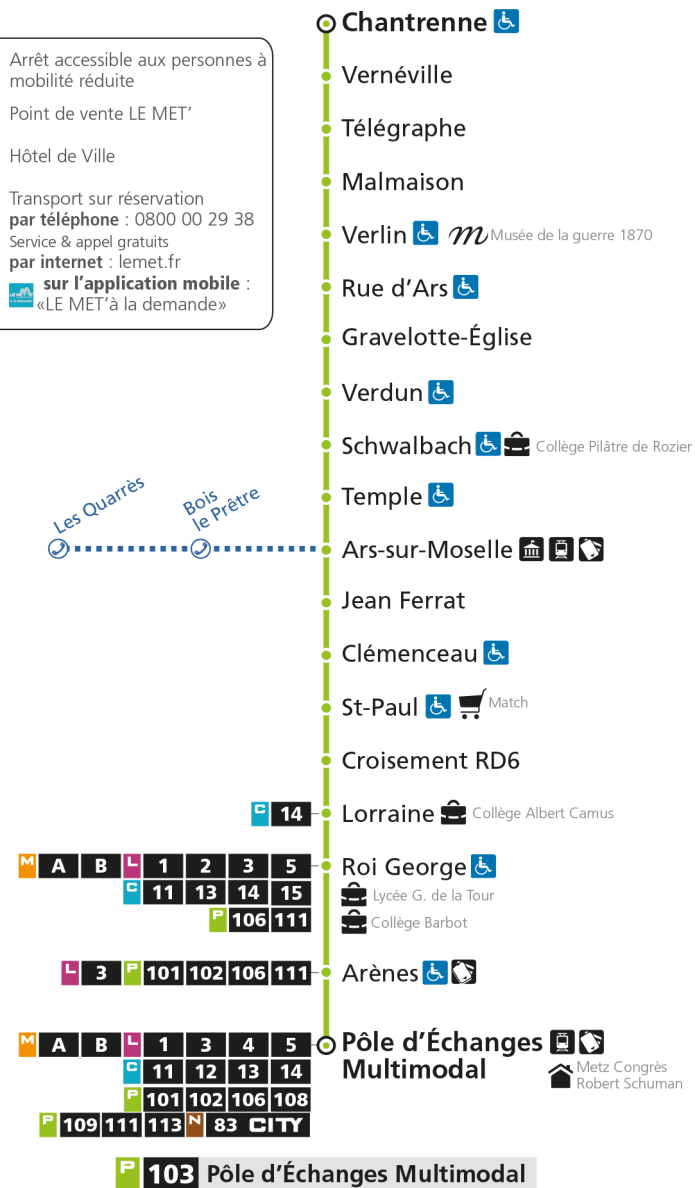 Chantrenne
Arrêt accessible aux personnes à
mobilité réduite
Point de vente LE MET'
Hôtel de Ville
Transport sur réservation
par téléphone : 0800 00 29 38
Service & appel gratuits
par internet : lemet.fr
sur l'application mobile :
«LE MET'à la demande»
Vernéville
Télégraphe
Malmaison
Verlin m Musée de la guerre 1870
Rue d'Ars
Gravelotte-Église
Verdun
Schwalbach Collège Pilâtre de Rozier
Temple
Les Quarrès
Bois
le Prêtre
Ars-sur-Moselle
Jean Ferrat
Clémenceau
St-Paul Match
Croisement RD6
C 14 Lorraine Collège Albert Camus
M A B L 1 2 3 5 Roi George
C 11 13 14 15 Lycée G. de la Tour
P 106 111 Collège Barbot
L 3 P 101 102 106 111 Arènes
M A B L 1 3 4 5 Pôle d'Échanges
C 11 12 13 14 Multimodal Metz Congrès
Robert Schuman
P 101 102 106 108
P 109 111 113 N 83 CITY
P 103 Pôle d'Échanges Multimodal